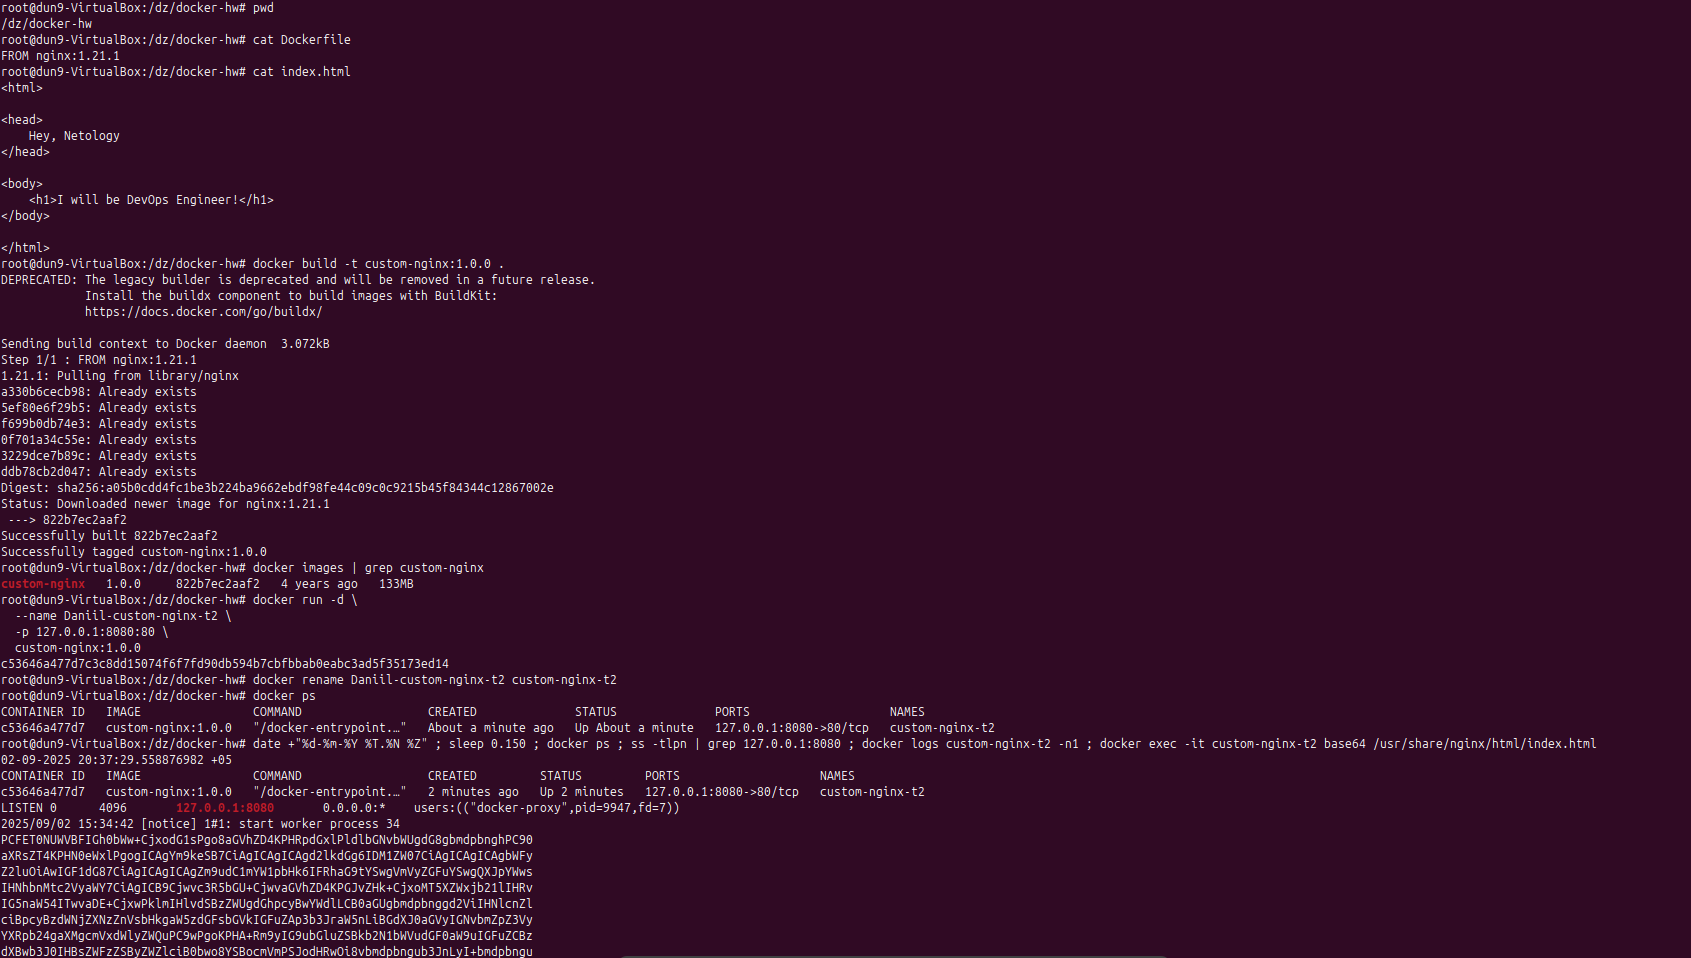 root@dun9-VirtualBox:/dz/docker-hw# pwd
/dz/docker-hw
root@dun9-VirtualBox:/dz/docker-hw# cat Dockerfile
FROM nginx:1.21.1
root@dun9-VirtualBox:/dz/docker-hw# cat index.html
<html>
<head>
    Hey, Netology
</head>
<body>
    <h1>I will be DevOps Engineer!</h1>
</body>
</html>
root@dun9-VirtualBox:/dz/docker-hw# docker build -t custom-nginx:1.0.0 .
DEPRECATED: The legacy builder is deprecated and will be removed in a future release.
            Install the buildx component to build images with BuildKit:
            https://docs.docker.com/go/buildx/
Sending build context to Docker daemon  3.072kB
Step 1/1 : FROM nginx:1.21.1
1.21.1: Pulling from library/nginx
a330b6cecb98: Already exists
5ef80e6f29b5: Already exists
f699b0db74e3: Already exists
0f701a34c55e: Already exists
3229dce7b89c: Already exists
ddb78cb2d047: Already exists
Digest: sha256:a05b0cdd4fc1be3b224ba9662ebdf98fe44c09c0c9215b45f84344c12867002e
Status: Downloaded newer image for nginx:1.21.1
 ---> 822b7ec2aaf2
Successfully built 822b7ec2aaf2
Successfully tagged custom-nginx:1.0.0
root@dun9-VirtualBox:/dz/docker-hw# docker images | grep custom-nginx
custom-nginx   1.0.0     822b7ec2aaf2   4 years ago   133MB
root@dun9-VirtualBox:/dz/docker-hw# docker run -d \
  --name Daniil-custom-nginx-t2 \
  -p 127.0.0.1:8080:80 \
  custom-nginx:1.0.0
c53646a477d7c3c8dd15074f6f7fd90db594b7cbfbbab0eabc3ad5f35173ed14
root@dun9-VirtualBox:/dz/docker-hw# docker rename Daniil-custom-nginx-t2 custom-nginx-t2
root@dun9-VirtualBox:/dz/docker-hw# docker ps
CONTAINER ID   IMAGE                COMMAND                  CREATED              STATUS              PORTS                    NAMES
c53646a477d7   custom-nginx:1.0.0   "/docker-entrypoint.…"   About a minute ago   Up About a minute   127.0.0.1:8080->80/tcp   custom-nginx-t2
root@dun9-VirtualBox:/dz/docker-hw# date +"%d-%m-%Y %T.%N %Z" ; sleep 0.150 ; docker ps ; ss -tlpn | grep 127.0.0.1:8080 ; docker logs custom-nginx-t2 -n1 ; docker exec -it custom-nginx-t2 base64 /usr/share/nginx/html/index.html
02-09-2025 20:37:29.558876982 +05
CONTAINER ID   IMAGE                COMMAND                  CREATED         STATUS         PORTS                    NAMES
c53646a477d7   custom-nginx:1.0.0   "/docker-entrypoint.…"   2 minutes ago   Up 2 minutes   127.0.0.1:8080->80/tcp   custom-nginx-t2
LISTEN 0      4096       127.0.0.1:8080       0.0.0.0:*    users:(("docker-proxy",pid=9947,fd=7))
2025/09/02 15:34:42 [notice] 1#1: start worker process 34
PCFET0NUWVBFIGh0bWw+CjxodG1sPgo8aGVhZD4KPHRpdGxlPldlbGNvbWUgdG8gbmdpbnghPC90
aXRsZT4KPHN0eWxlPgogICAgYm9keSB7CiAgICAgICAgd2lkdGg6IDM1ZW07CiAgICAgICAgbWFy
Z2luOiAwIGF1dG87CiAgICAgICAgZm9udC1mYW1pbHk6IFRhaG9tYSwgVmVyZGFuYSwgQXJpYWws
IHNhbnMtc2VyaWY7CiAgICB9Cjwvc3R5bGU+CjwvaGVhZD4KPGJvZHk+CjxoMT5XZWxjb21lIHRv
IG5naW54ITwvaDE+CjxwPklmIHlvdSBzZWUgdGhpcyBwYWdlLCB0aGUgbmdpbnggd2ViIHNlcnZl
ciBpcyBzdWNjZXNzZnVsbHkgaW5zdGFsbGVkIGFuZAp3b3JraW5nLiBGdXJ0aGVyIGNvbmZpZ3Vy
YXRpb24gaXMgcmVxdWlyZWQuPC9wPgoKPHA+Rm9yIG9ubGluZSBkb2N1bWVudGF0aW9uIGFuZCBz
dXBwb3J0IHBsZWFzZSByZWZlciB0bwo8YSBocmVmPSJodHRwOi8vbmdpbngub3JnLyI+bmdpbngu